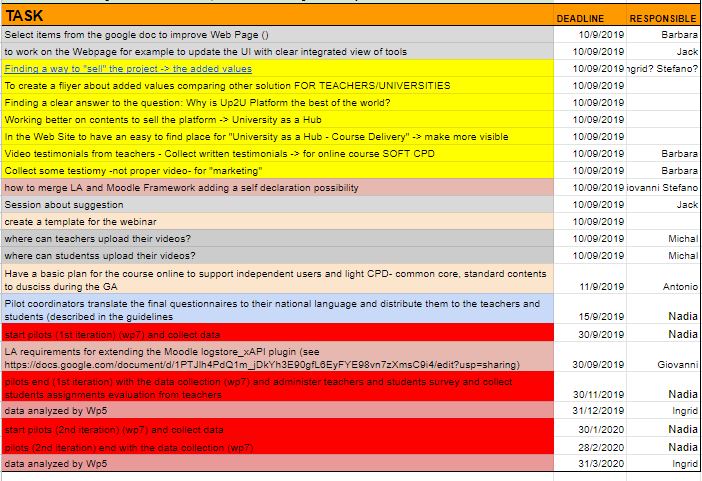 TASK DEADLINE RESPONSIBLE
Select items from the google doc to improve Web Page () 10/9/2019 Barbara
to work on the Webpage for example to update the UI with clear integrated view of tools 10/09/2019 Jack
Finding a way to "sell" the project -> the added values 10/09/2019 ngrid? Stefano?
To create a fliyer about added values comparing other solution FOR TEACHERS/UNIVERSITIES 10/09/2019
Finding a clear answer to the question: Why is Up2U Platform the best of the world? 10/09/2019
Working better on contents to sell the platform -> University as a Hub 10/09/2019
In the Web Site to have an easy to find place for "University as a Hub - Course Delivery" -> make more visible 10/09/2019
Video testimonials from teachers - Collect written testimonials -> for online course SOFT CPD 10/09/2019 Barbara
Collect some testiomy -not proper video- for "marketing" 10/09/2019 Barbara
how to merge LA and Moodle Framework adding a self declaration possibility 10/09/2019 iovanni Stefano
Session about suggestion 10/09/2019 Jack
create a template for the webinar 10/09/2019
where can teachers upload their videos? 10/09/2019 Michal
where can studentss upload their videos? 10/09/2019 Michal
Have a basic plan for the course online to support independent users and light CPD- common core, standard contents
to dusciss during the GA 11/9/2019 Antonio
Pilot coordinators translate the final questionnaires to their national language and distribute them to the teachers and
students (described in the guidelines 15/9/2019 Nadia
start pilots (1st iteration) (wp7) and collect data 30/9/2019 Nadia
LA requirements for extending the Moodle logstore_xAPI plugin (see
https://docs.google.com/document/d/1PTJIh4PdQ1m_jDkYh3E90gfL6EyFYE98vn7zXmsC9i4/edit?usp=sharing) 30/09/2019 Giovanni
pilots end (1st iteration) with the data collection (wp7) and administer teachers and students survey and collect
students assignments evaluation from teachers 30/11/2019 Nadia
data analyzed by Wp5 31/12/2019 Ingrid
start pilots (2nd iteration) (wp7) and collect data 30/1/2020 Nadia
pilots (2nd iteration) end with the data collection (wp7) 28/2/2020 Nadia
data analyzed by Wp5 31/3/2020 Ingrid